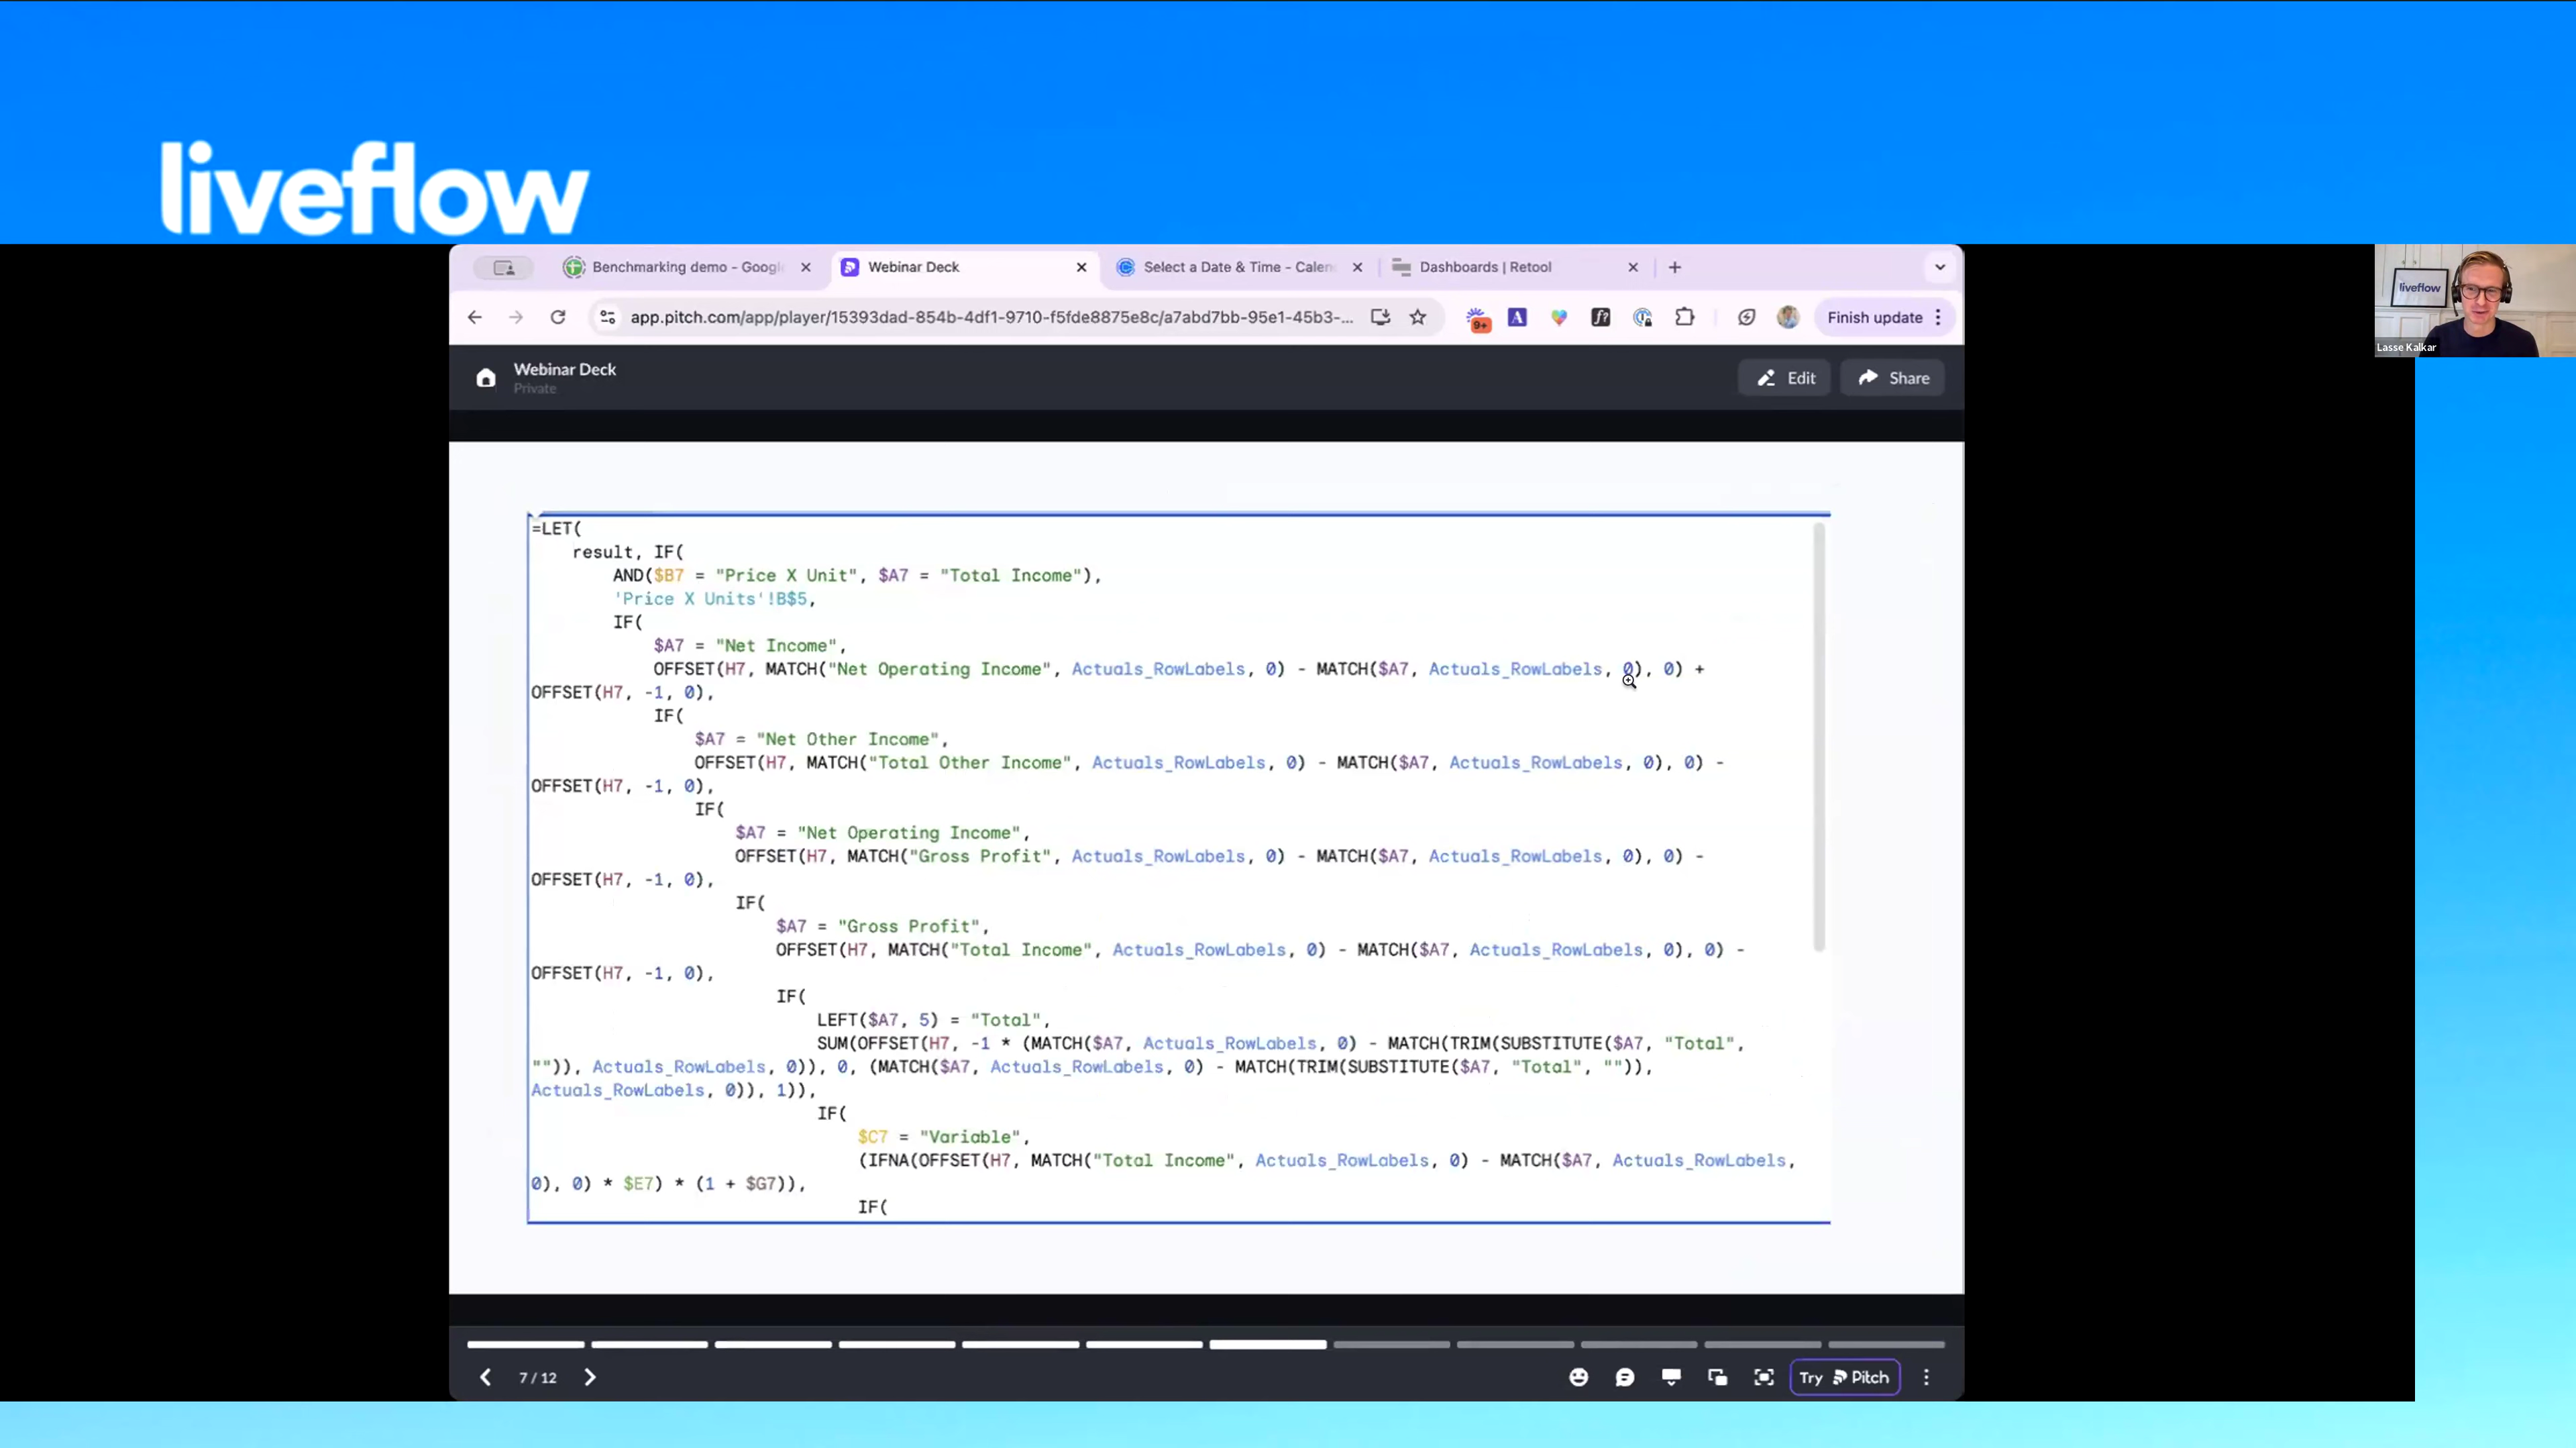 liveflow
Benchmarking demo - Googl
Webinar Deck
Select a Date & Time - Calen
Dashboards | Retool
app.pitch.com/app/player/15393dad-854b-4df1-9710-f5fde8875e8c/a7abd7bb-95e1-45b3-...
9+
A
f?
Finish update
liveflow
Lasse Kalkar
Webinar Deck
Private
Edit
Share
=LET(
result, IF(
AND($B7 = "Price X Unit", $A7 = "Total Income"),
'Price X Units'!B$5,
IF(
$A7 = "Net Income",
OFFSET(H7, MATCH("Net Operating Income", Actuals_RowLabels, 0) - MATCH($A7, Actuals_RowLabels, 0), 0) +
OFFSET(H7, -1, 0),
IF(
$A7 = "Net Other Income",
OFFSET(H7, MATCH("Total Other Income", Actuals_RowLabels, 0) - MATCH($A7, Actuals_RowLabels, 0), 0) -
OFFSET(H7, -1, 0),
IF(
$A7 = "Net Operating Income",
OFFSET(H7, MATCH("Gross Profit", Actuals_RowLabels, 0) - MATCH($A7, Actuals_RowLabels, 0), 0) -
OFFSET(H7, -1, 0),
IF(
$A7 = "Gross Profit",
OFFSET(H7, MATCH("Total Income", Actuals_RowLabels, 0) - MATCH($A7, Actuals_RowLabels, 0), 0) -
OFFSET(H7, -1, 0),
IF(
LEFT($A7, 5) = "Total",
SUM(OFFSET(H7, -1 * (MATCH($A7, Actuals_RowLabels, 0) - MATCH(TRIM(SUBSTITUTE($A7, "Total",
"")), Actuals_RowLabels, 0)), 0, (MATCH($A7, Actuals_RowLabels, 0) - MATCH(TRIM(SUBSTITUTE($A7, "Total", "")),
Actuals_RowLabels, 0)), 1)),
IF(
$C7 = "Variable",
(IFNA(OFFSET(H7, MATCH("Total Income", Actuals_RowLabels, 0) - MATCH($A7, Actuals_RowLabels,
0), 0) * $E7) * (1 + $G7)),
IF(
7 / 12
Try Pitch